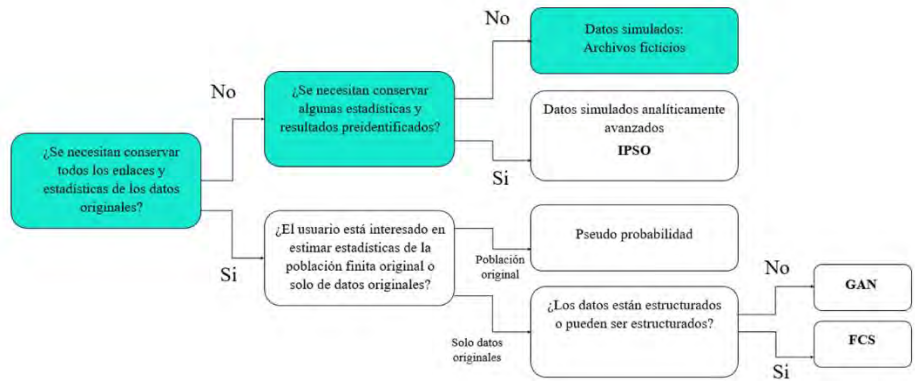 ¿Se necesitan conservar
todos los enlaces y
estadísticas de los datos
originales?
No
Si
¿Se necesitan conservar
algunas estadísticas y
resultados preidentificados?
No
Si
Datos simulados:
Archivos ficticios
Datos simulados analíticamente
avanzados
IPSO
¿El usuario está interesado en
estimar estadísticas de la
población finita original o
solo de datos originales?
Población
original
Solo datos
originales
Pseudo probabilidad
¿Los datos están estructurados
o pueden ser estructurados?
No
Si
GAN
FCS